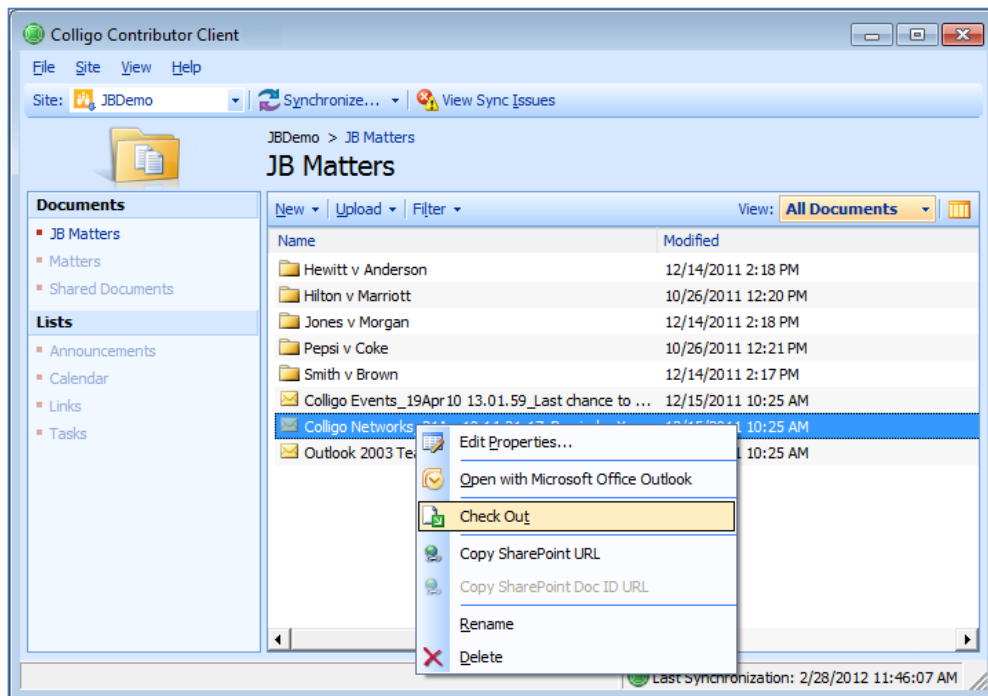 Colligo Contributor Client
File Site View Help
Site: JBDemo Synchronize... View Sync Issues
JBDemo > JB Matters
JB Matters
Documents
JB Matters
Matters
Shared Documents
Lists
Announcements
Calendar
Links
Tasks
New Upload Filter View: All Documents
Name Modified
Hewitt v Anderson 12/14/2011 2:18 PM
Hilton v Marriott 10/26/2011 12:20 PM
Jones v Morgan 12/14/2011 2:18 PM
Pepsi v Coke 10/26/2011 12:21 PM
Smith v Brown 12/14/2011 2:17 PM
Colligo Events_19Apr10 13.01.59_Last chance to ... 12/15/2011 10:25 AM
Colligo Networks 10:25 AM
Outlook 2003 10:25 AM
Edit Properties...
Open with Microsoft Office Outlook
Check Out
Copy SharePoint URL
Copy SharePoint Doc ID URL
Rename
Delete
Last Synchronization: 2/28/2012 11:46:07 AM